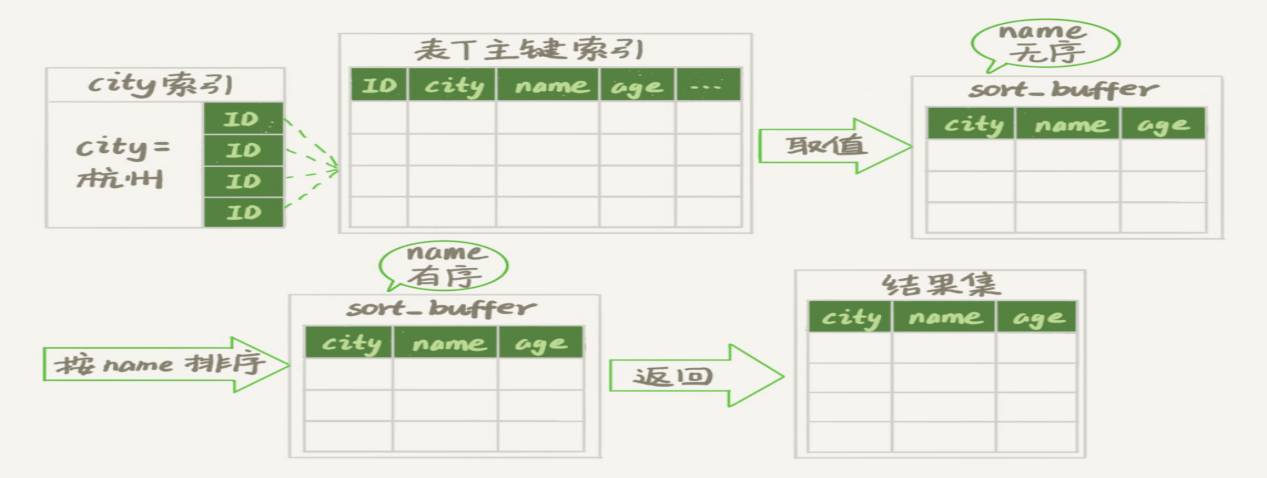 city索引
city=
杭州
ID
ID
ID
ID
表T主键索引
ID city name age ...
取值
name
无序
sort_buffer
city name age
按name排序
name
有序
sort_buffer
city name age
返回
结果集
city name age